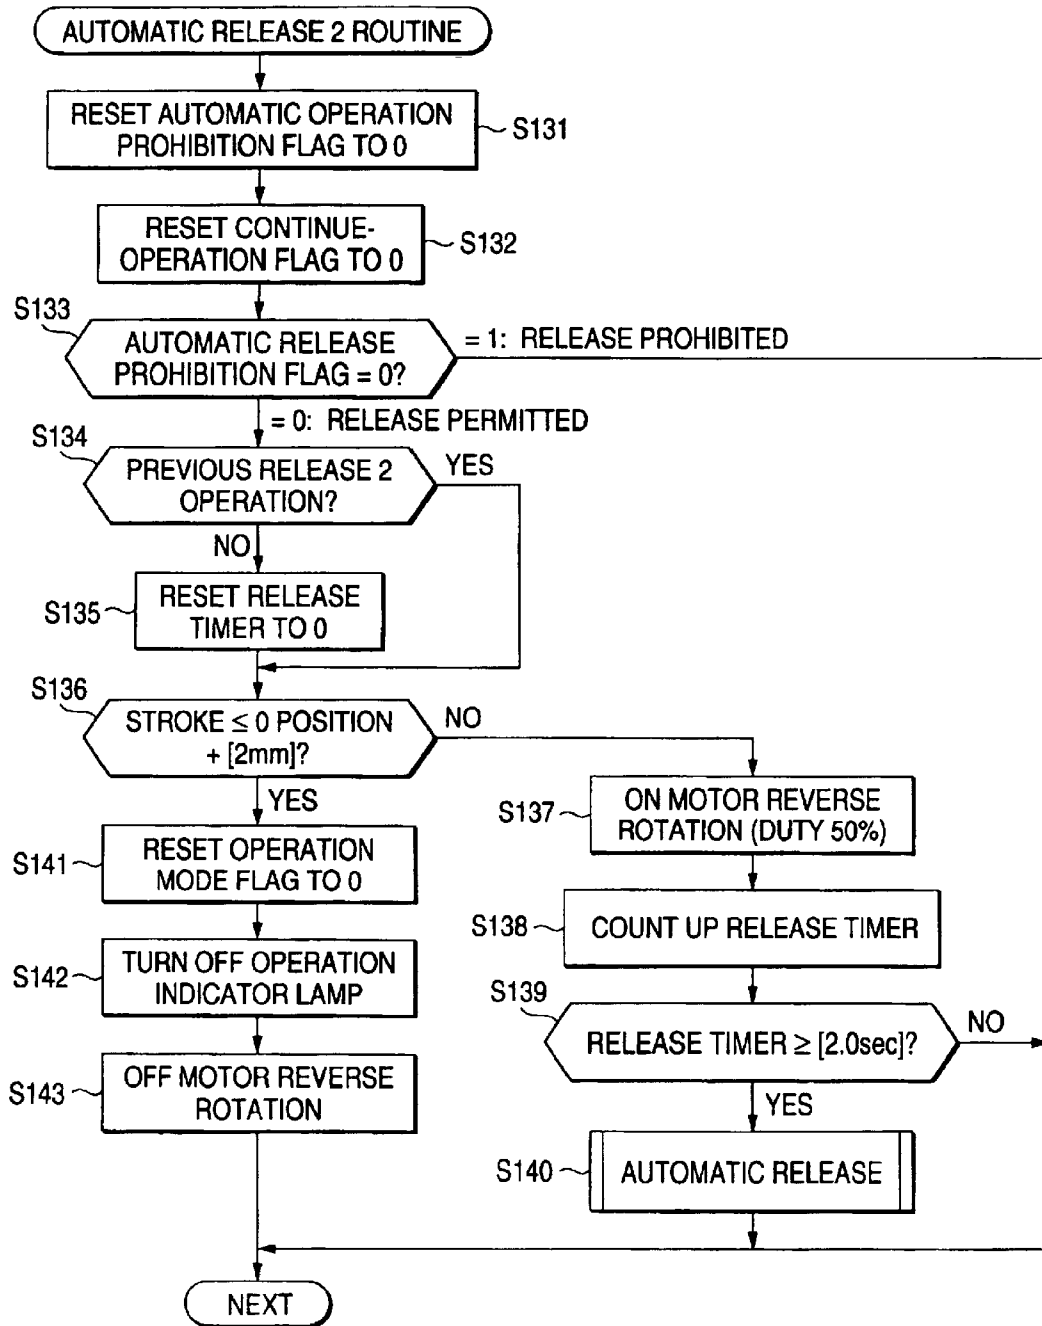 AUTOMATIC RELEASE 2 ROUTINE
RESET AUTOMATIC OPERATION
PROHIBITION FLAG TO 0
S131
RESET CONTINUE-
OPERATION FLAG TO 0
S132
S133
AUTOMATIC RELEASE
PROHIBITION FLAG = 0?
= 1: RELEASE PROHIBITED
= 0: RELEASE PERMITTED
S134
PREVIOUS RELEASE 2
OPERATION?
YES
NO
S135
RESET RELEASE
TIMER TO 0
S136
STROKE ≤ 0 POSITION
+ [2mm]?
NO
YES
S137
ON MOTOR REVERSE
ROTATION (DUTY 50%)
S141
RESET OPERATION
MODE FLAG TO 0
S138
COUNT UP RELEASE TIMER
S142
TURN OFF OPERATION
INDICATOR LAMP
S139
RELEASE TIMER ≥ [2.0sec]?
NO
YES
S143
OFF MOTOR REVERSE
ROTATION
S140
AUTOMATIC RELEASE
NEXT